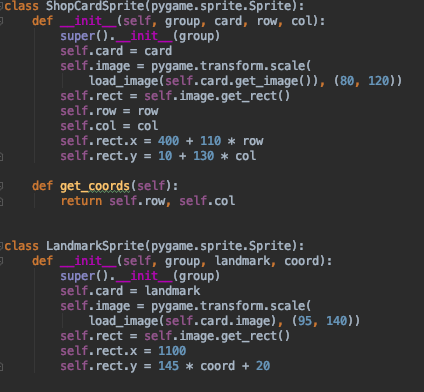 class ShopCardSprite(pygame.sprite.Sprite):
    def __init__(self, group, card, row, col):
        super().__init__(group)
        self.card = card
        self.image = pygame.transform.scale(
            load_image(self.card.get_image()), (80, 120))
        self.rect = self.image.get_rect()
        self.row = row
        self.col = col
        self.rect.x = 400 + 110 * row
        self.rect.y = 10 + 130 * col
    def get_coords(self):
        return self.row, self.col
class LandmarkSprite(pygame.sprite.Sprite):
    def __init__(self, group, landmark, coord):
        super().__init__(group)
        self.card = landmark
        self.image = pygame.transform.scale(
            load_image(self.card.image), (95, 140))
        self.rect = self.image.get_rect()
        self.rect.x = 1100
        self.rect.y = 145 * coord + 20